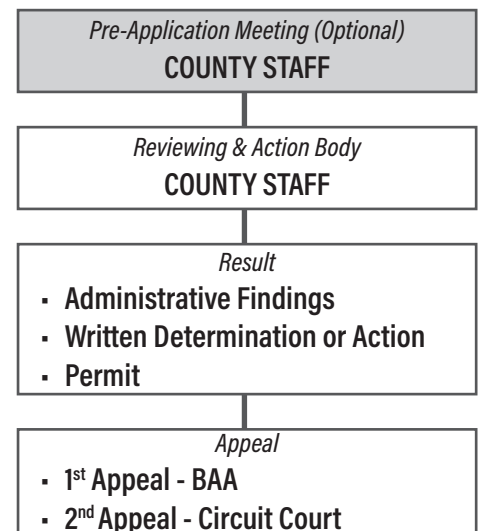 Pre-Application Meeting (Optional)
COUNTY STAFF
Reviewing & Action Body
COUNTY STAFF
Result
▪ Administrative Findings
▪ Written Determination or Action
▪ Permit
Appeal
▪ 1st Appeal - BAA
▪ 2nd Appeal - Circuit Court